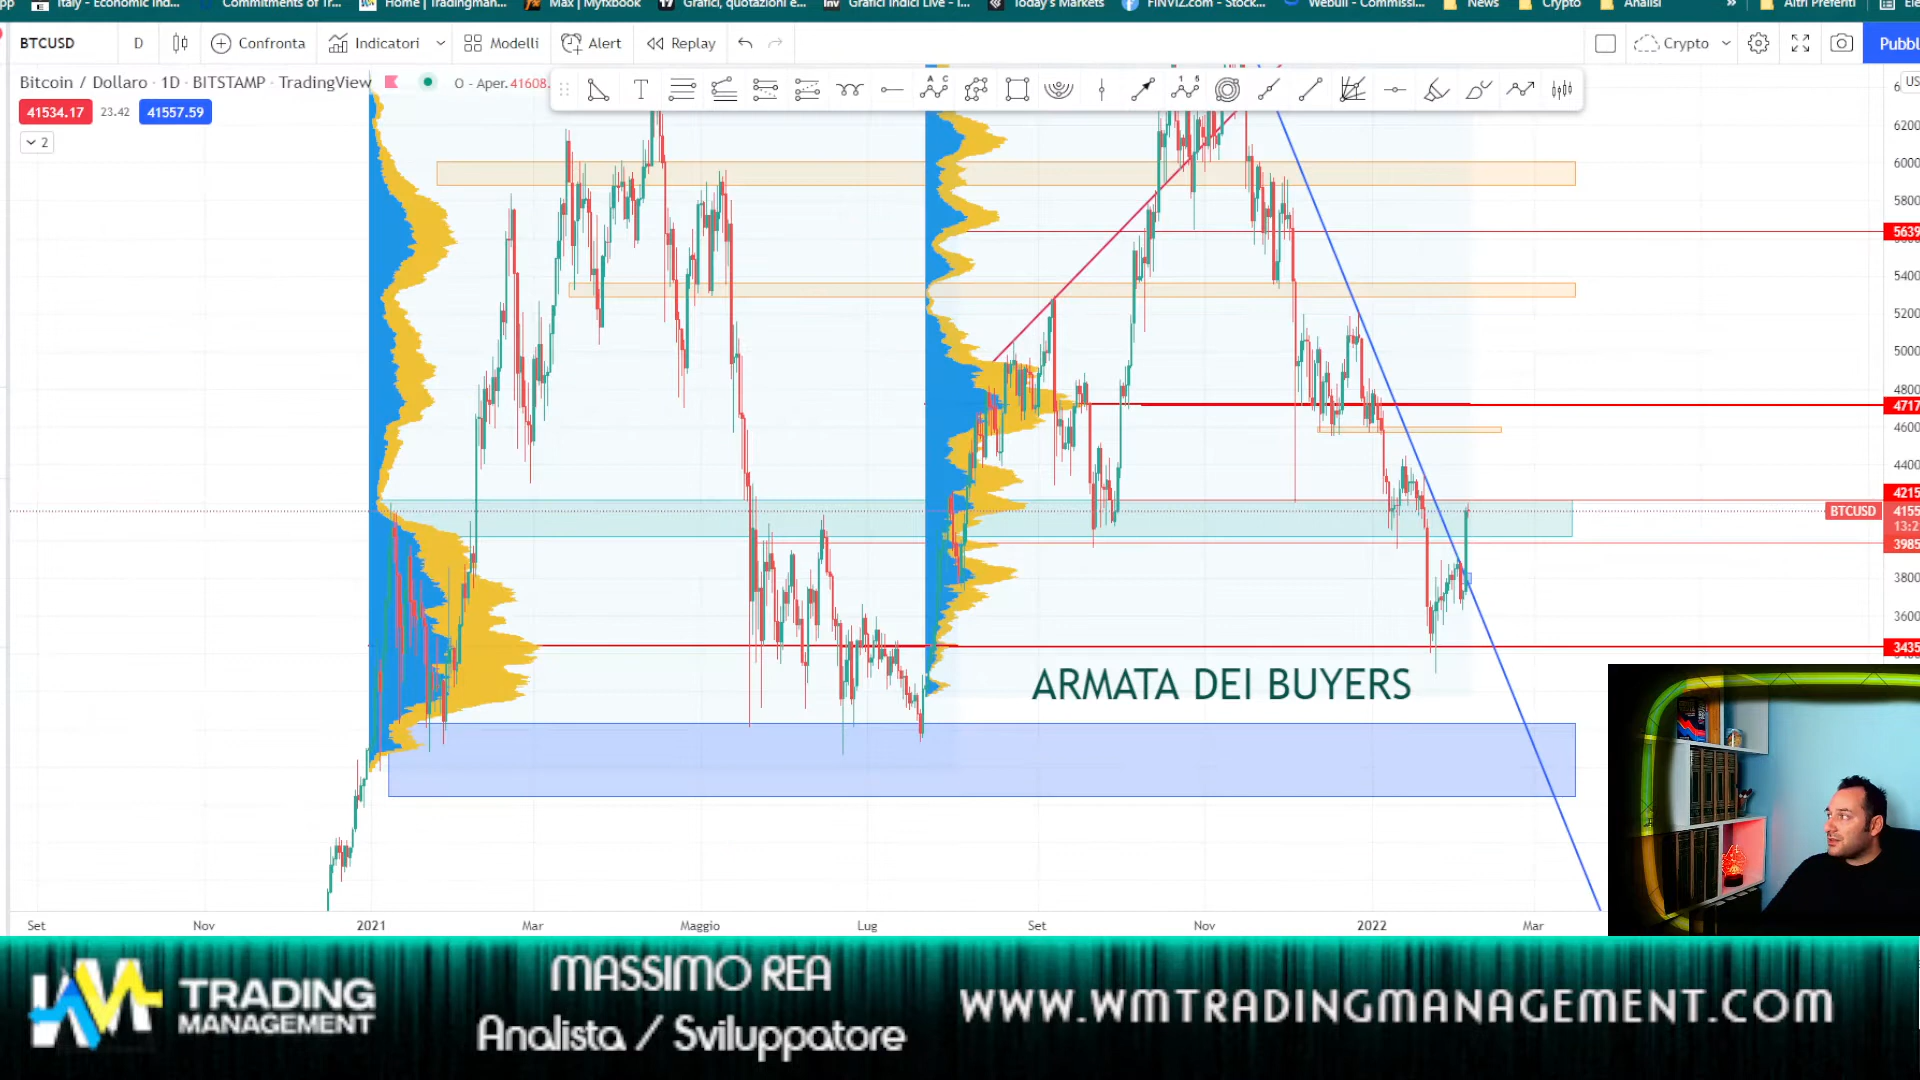 Italy - Economic Ind...
Commitments of Tr...
Home | Tradingman...
Max | Myfxbook
Grafici, quotazioni e...
Grafici Indici Live - I...
Today's Markets
FINVIZ.com - Stock...
Webull - Commissi...
News
Crypto
Analisi
»
Altri Preferiti
BTCUSD
D
Confronta
Indicatori
Modelli
Alert
Replay
Crypto
Pubbl
Bitcoin / Dollaro · 1D · BITSTAMP · TradingView
O - Aper. 41608.
41534.17
23.42
41557.59
2
6200
6000
5800
5639
5400
5200
5000
4800
4717
4600
4400
4215
BTCUSD
4155
13:2
3985
3800
3600
3435
ARMATA DEI BUYERS
Set
Nov
2021
Mar
Maggio
Lug
Set
Nov
2022
Mar
TRADING
MANAGEMENT
MASSIMO REA
Analista / Sviluppatore
WWW.WMTRADINGMANAGEMENT.COM